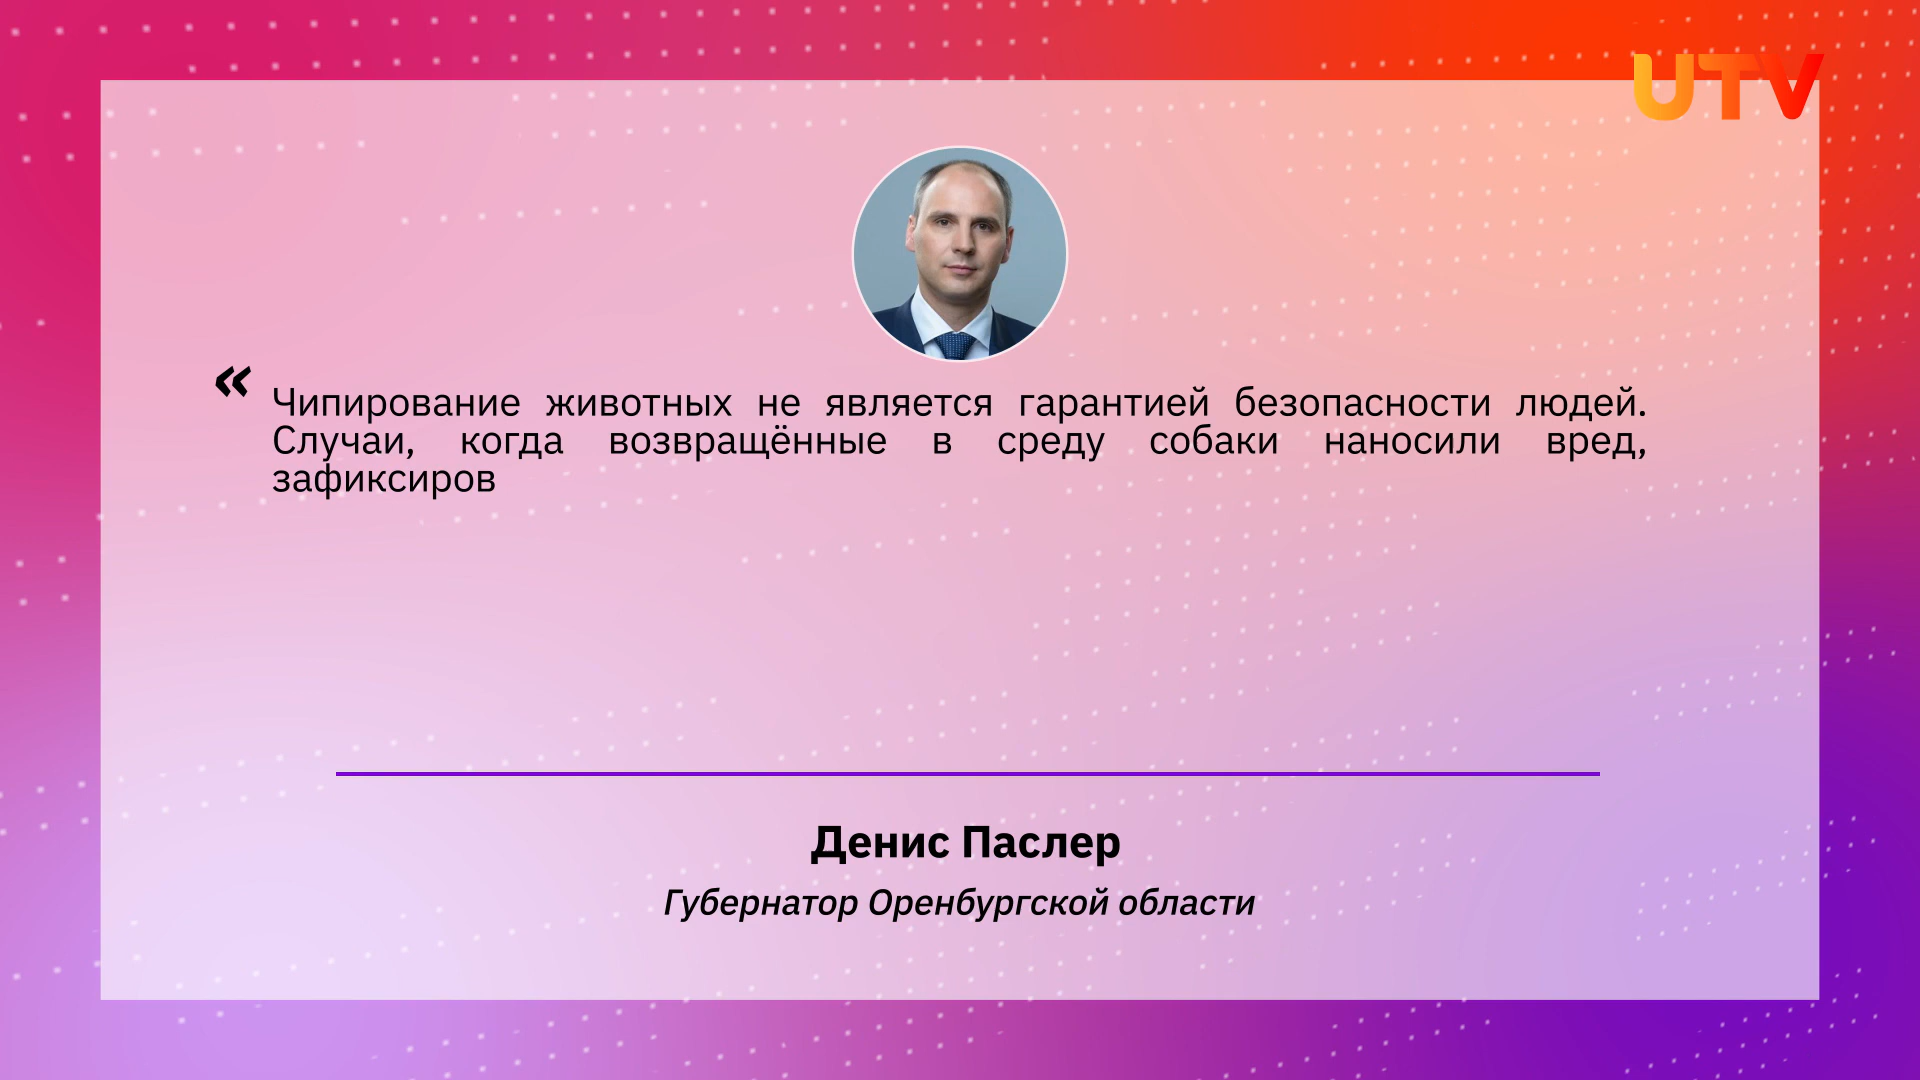 UTV
«
Чипирование животных не является гарантией безопасности людей.
Случаи, когда возвращённые в среду собаки наносили вред,
зафиксиров
Денис Паслер
Губернатор Оренбургской области